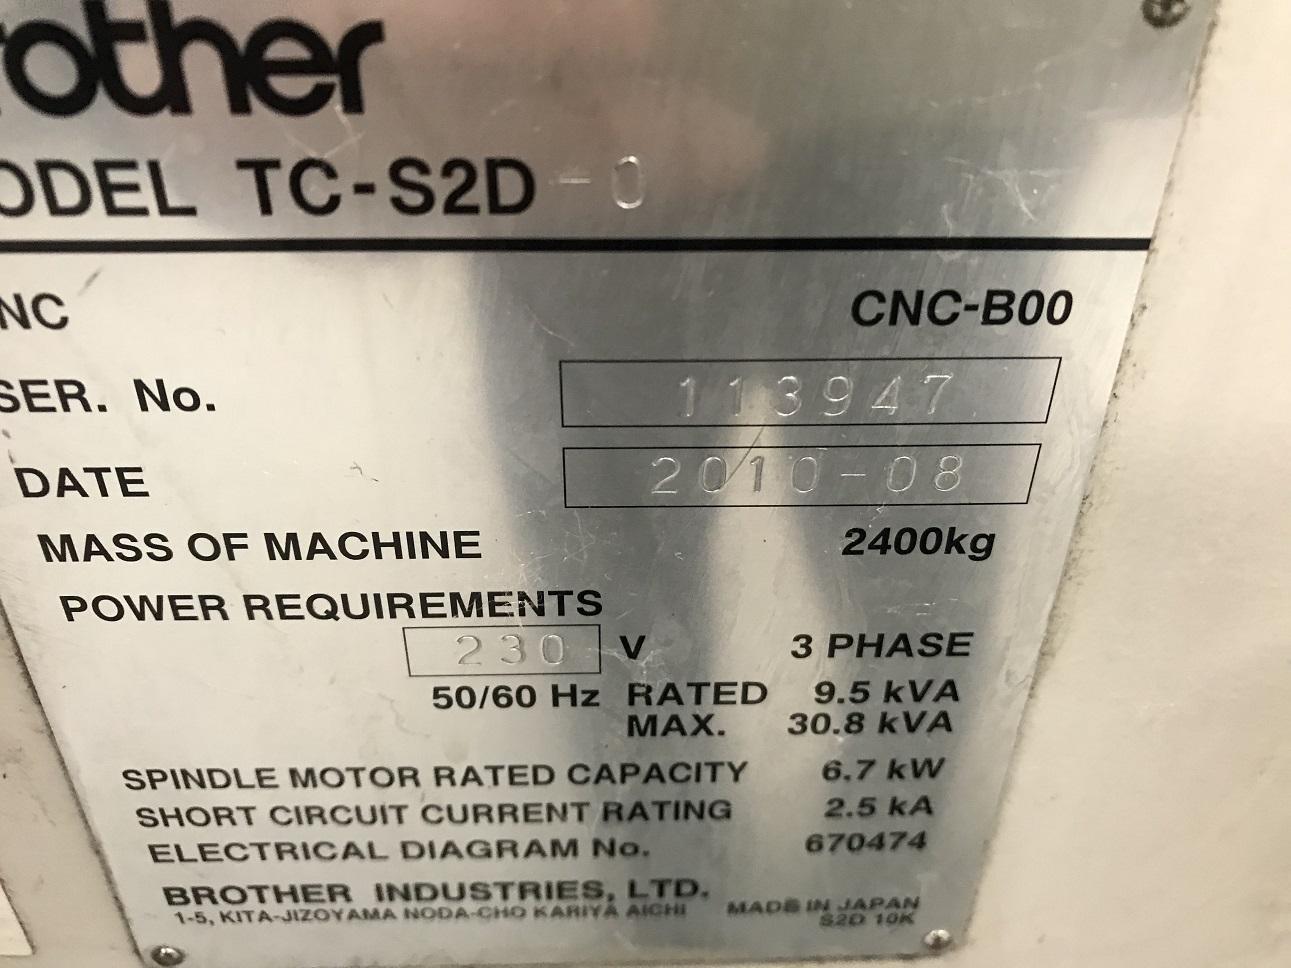 rother
ODEL TC-S2D -0
NC CNC-B00
SER. No. 113947
DATE 2010-08
MASS OF MACHINE 2400kg
POWER REQUIREMENTS
230 V 3 PHASE
50/60 Hz RATED 9.5 kVA
MAX. 30.8 kVA
SPINDLE MOTOR RATED CAPACITY 6.7 kW
SHORT CIRCUIT CURRENT RATING 2.5 kA
ELECTRICAL DIAGRAM No. 670474
BROTHER INDUSTRIES, LTD.
1-5, KITA-JIZOYAMA NODA-CHO KARIYA AICHI MADE IN JAPAN
S2D 10K